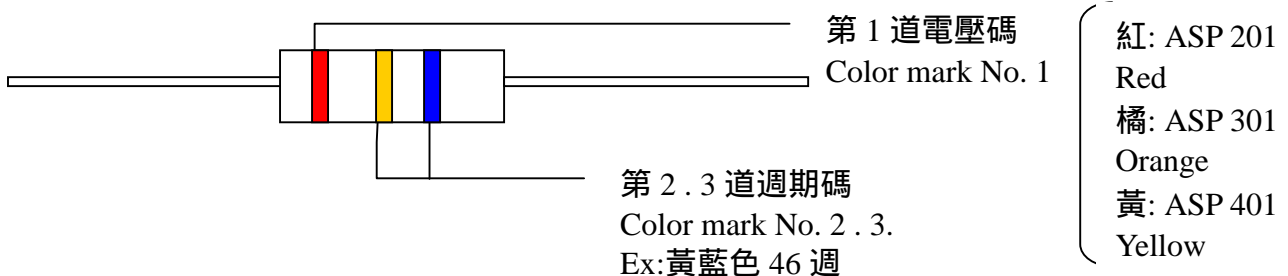 第 1 道電壓碼
Color mark No. 1
紅: ASP 201
Red
橘: ASP 301
Orange
黃: ASP 401
Yellow
第 2 . 3 道週期碼
Color mark No. 2 . 3.
Ex:黃藍色 46 週